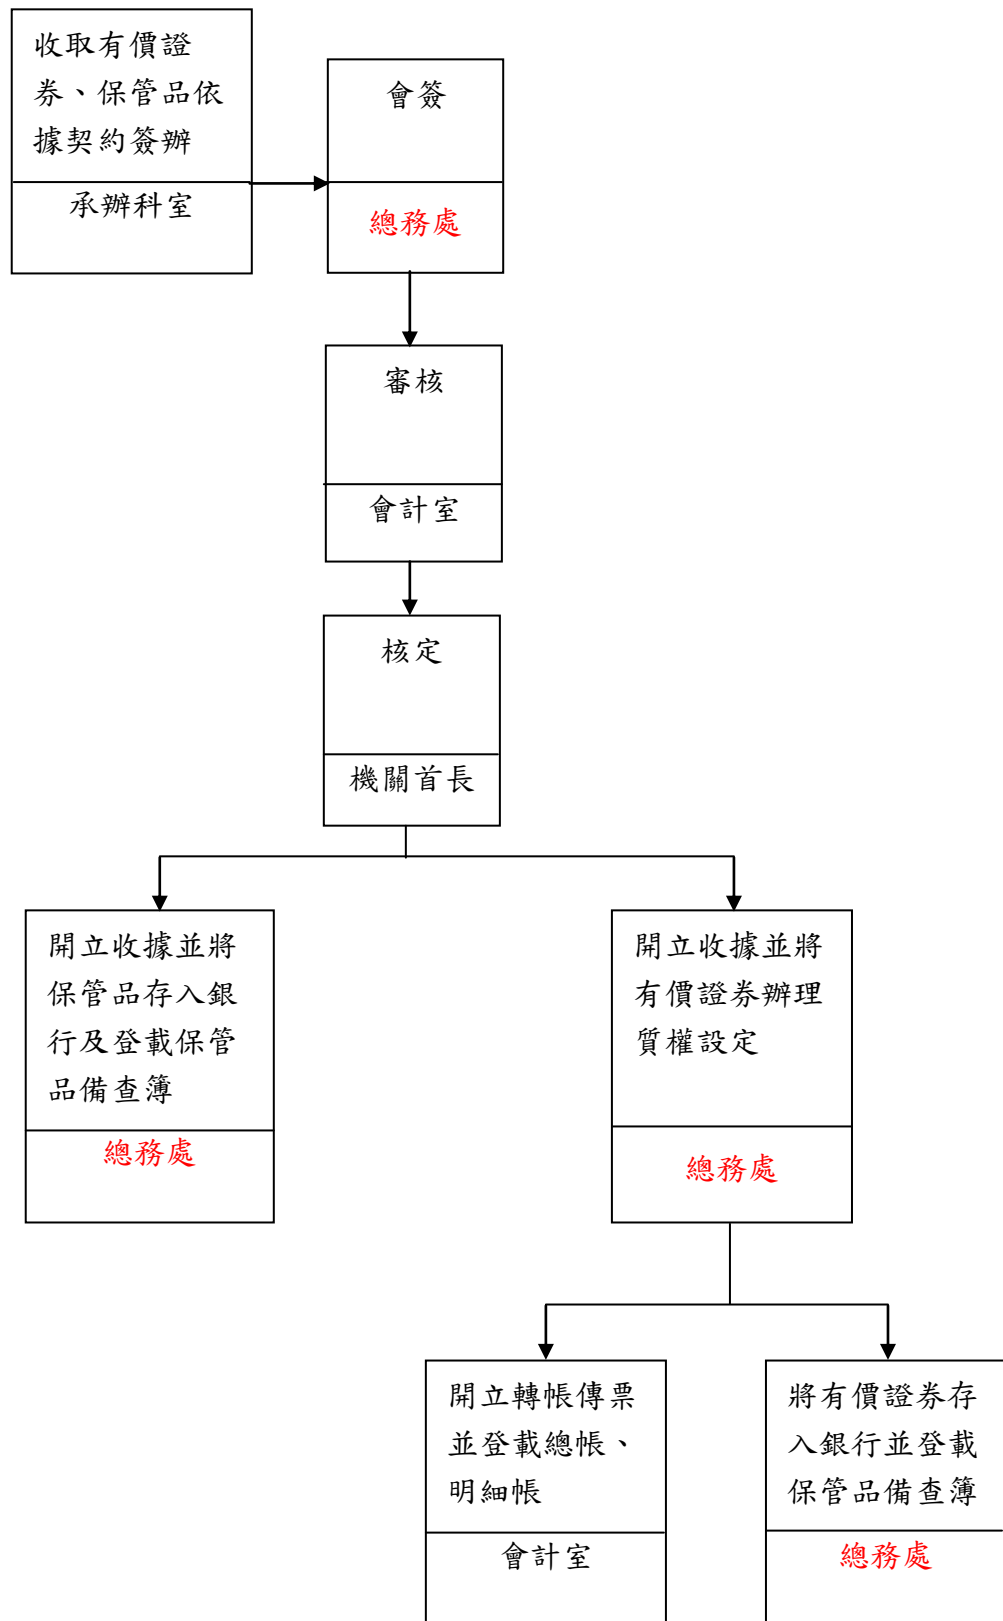 收取有價證
券、保管品依
據契約簽辦
承辦科室
會簽
總務處
審核
會計室
核定
機關首長
開立收據並將
保管品存入銀
行及登載保管
品備查簿
總務處
開立收據並將
有價證券辦理
質權設定
總務處
開立轉帳傳票
並登載總帳、
明細帳
會計室
將有價證券存
入銀行並登載
保管品備查簿
總務處